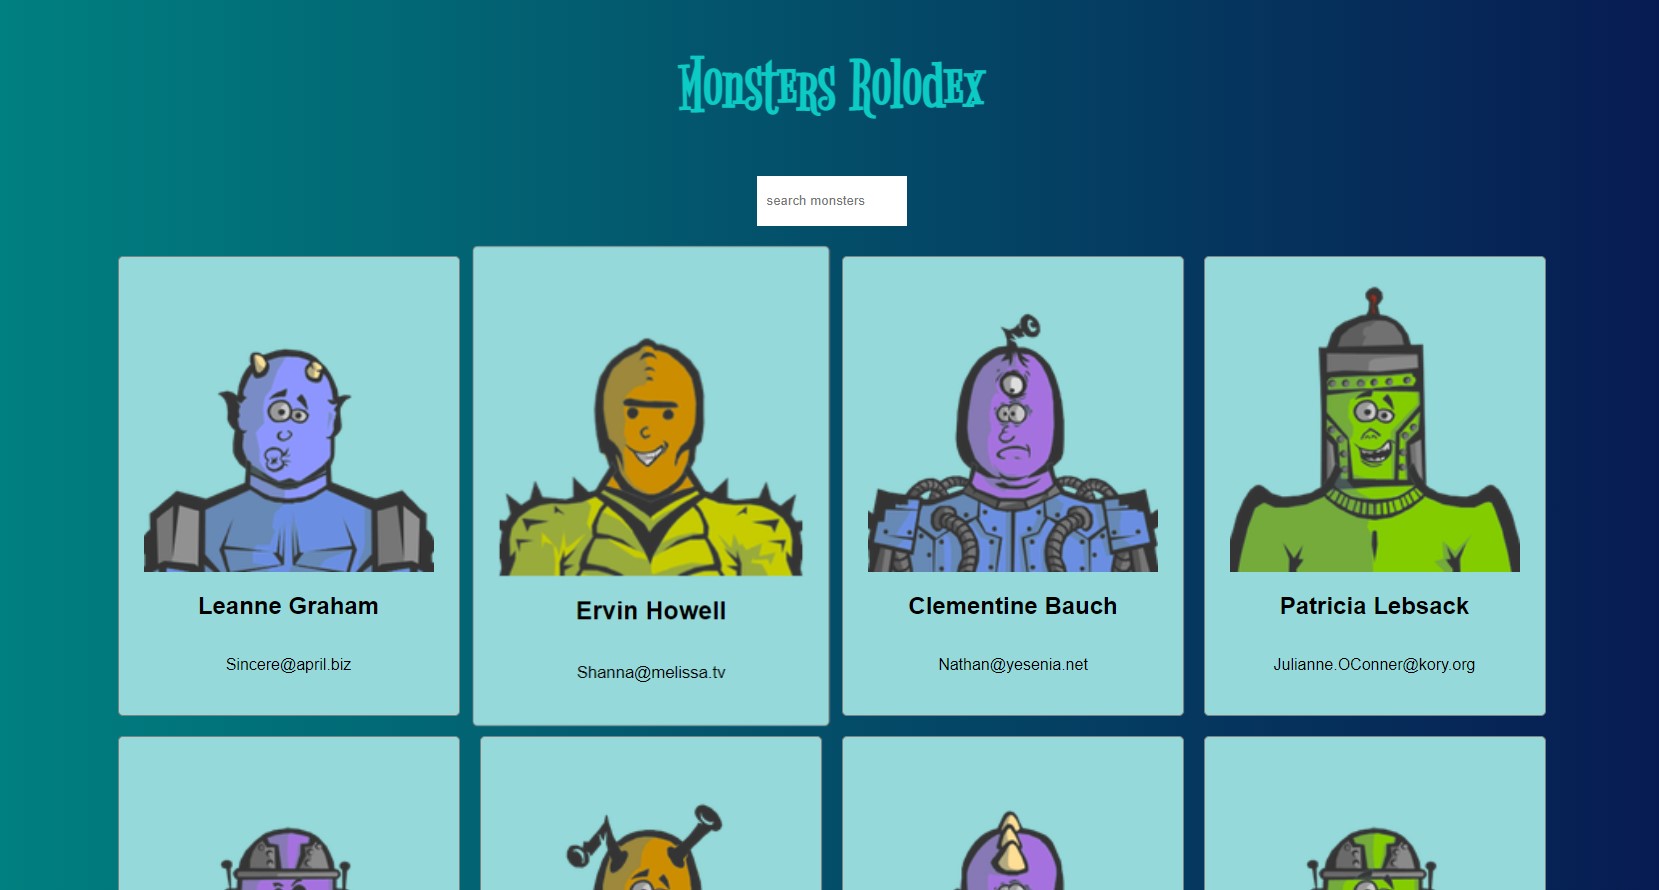 Monsters Rolodex
search monsters
Leanne Graham
Sincere@april.biz
Ervin Howell
Shanna@melissa.tv
Clementine Bauch
Nathan@yesenia.net
Patricia Lebsack
Julianne.OConner@kory.org